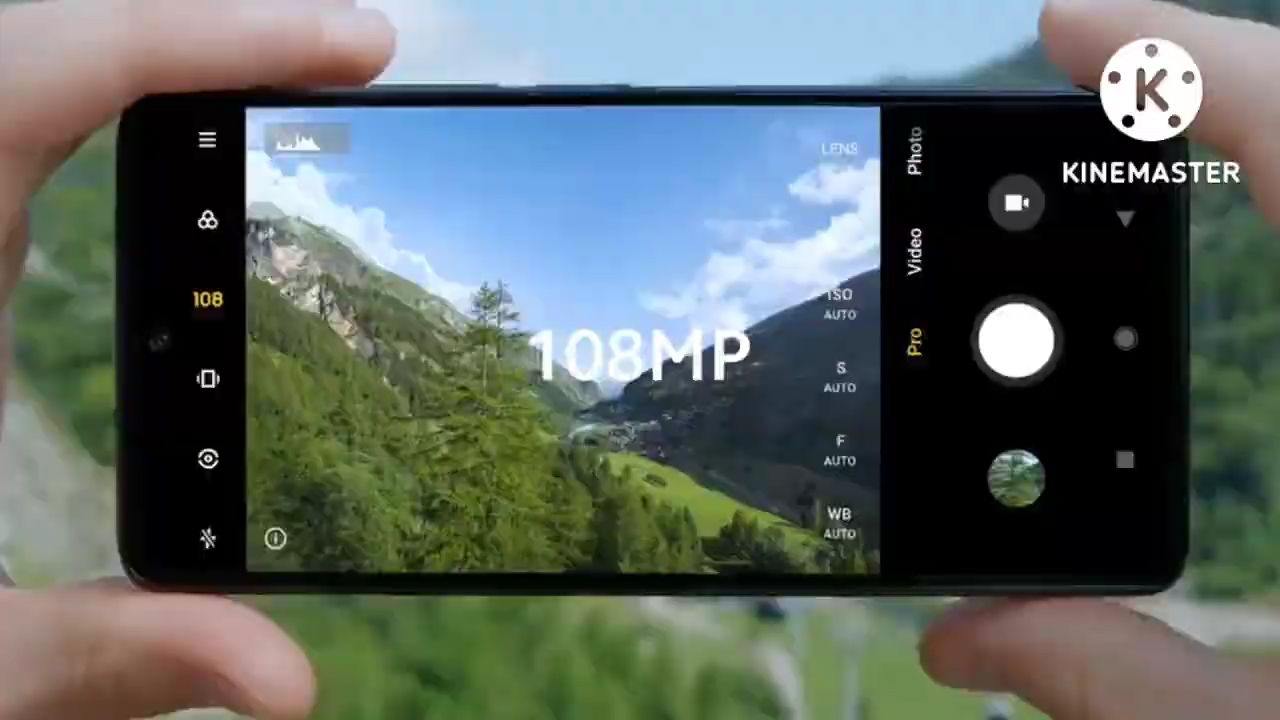 K
KINEMASTER
LENS
Photo
108
Video
ISO
AUTO
108MP
Pro
S
AUTO
F
AUTO
WB
AUTO